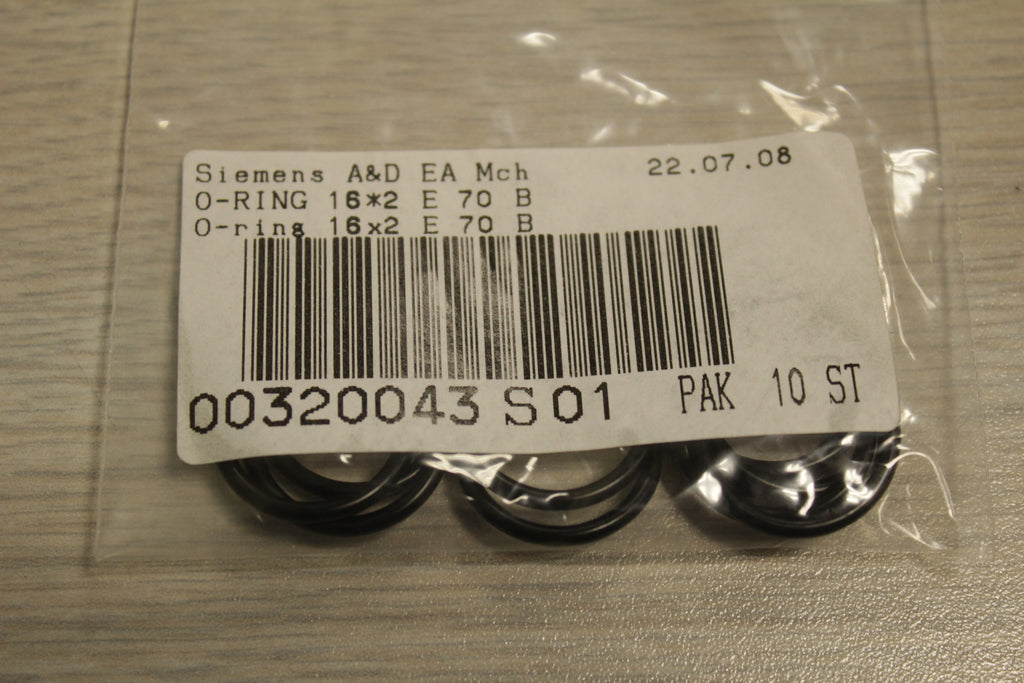 Siemens A&D EA Mch 22.07.08
O-RING 16*2 E 70 B
O-ring 16x2 E 70 B
00320043 S 01 PAK 10 ST